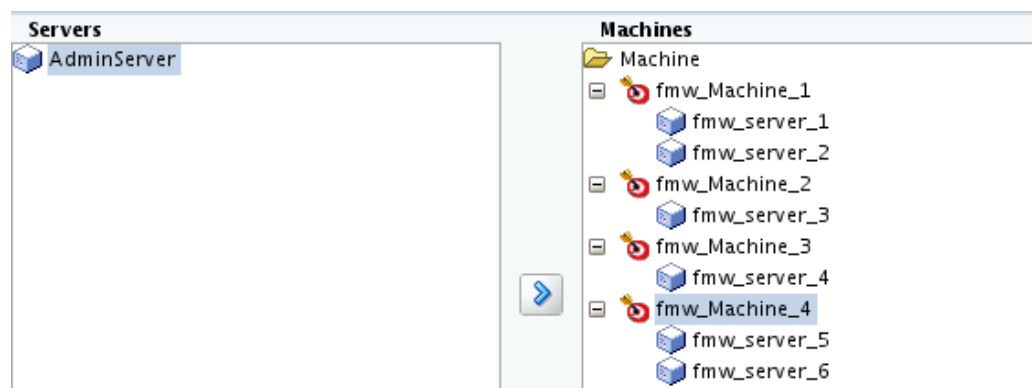 Servers
AdminServer
Machines
Machine
fmw_Machine_1
fmw_server_1
fmw_server_2
fmw_Machine_2
fmw_server_3
fmw_Machine_3
fmw_server_4
fmw_Machine_4
fmw_server_5
fmw_server_6